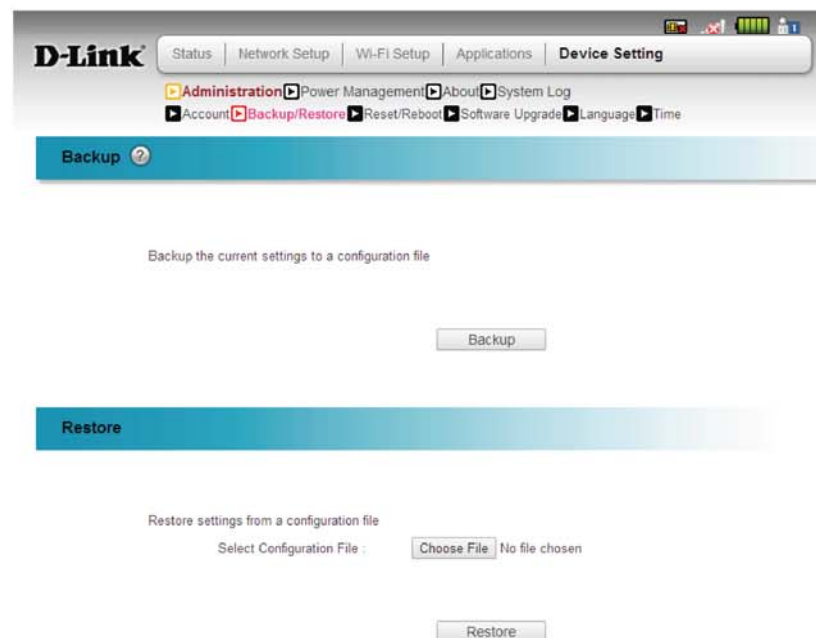 D-Link Status Network Setup Wi-Fi Setup Applications Device Setting
Administration Power Management About System Log
Account Backup/Restore Reset/Reboot Software Upgrade Language Time
Backup ?
Backup the current settings to a configuration file
Backup
Restore
Restore settings from a configuration file
Select Configuration File : Choose File No file chosen
Restore